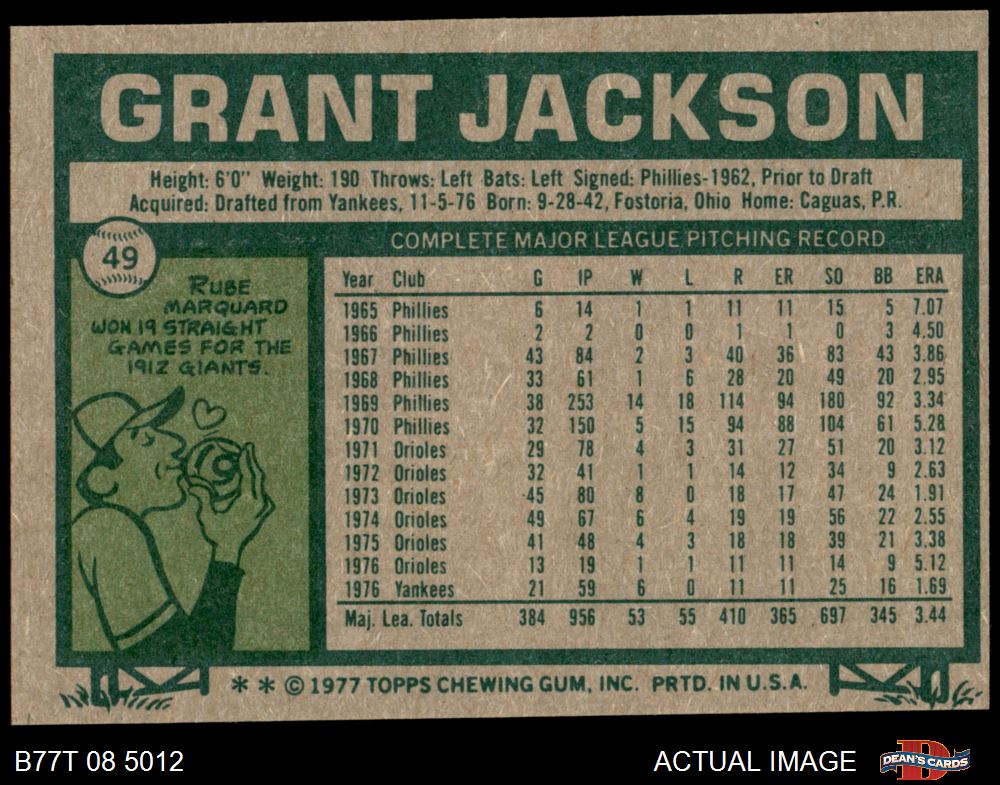 GRANT JACKSON
Height: 6'0" Weight: 190 Throws: Left Bats: Left Signed: Phillies-1962, Prior to Draft
Acquired: Drafted from Yankees, 11-5-76 Born: 9-28-42, Fostoria, Ohio Home: Caguas, P.R.
49
RUBE
MARQUARD
WON 19 STRAIGHT
GAMES FOR THE
1912 GIANTS.
19
COMPLETE MAJOR LEAGUE PITCHING RECORD
Year Club G IP W L R ER SO BB ERA
1965 Phillies 6 14 1 1 11 11 15 5 7.07
1966 Phillies 2 2 0 0 1 1 0 3 4.50
1967 Phillies 43 84 2 3 40 36 83 43 3.86
1968 Phillies 33 61 1 6 28 20 49 20 2.95
1969 Phillies 38 253 14 18 114 94 180 92 3.34
1970 Phillies 32 150 5 15 94 88 104 61 5.28
1971 Orioles 29 78 4 3 31 27 51 20 3.12
1972 Orioles 32 41 1 1 14 12 34 9 2.63
1973 Orioles 45 80 8 0 18 17 47 24 1.91
1974 Orioles 49 67 6 4 19 19 56 22 2.55
1975 Orioles 41 48 4 3 18 18 39 21 3.38
1976 Orioles 13 19 1 1 11 11 14 9 5.12
1976 Yankees 21 59 6 0 11 11 25 16 1.69
Maj. Lea. Totals 384 956 53 55 410 365 697 345 3.44
* * © 1977 TOPPS CHEWING GUM, INC. PRTD. IN U.S.A.
B77T 08 5012
ACTUAL IMAGE
D
DEAN'S CARDS